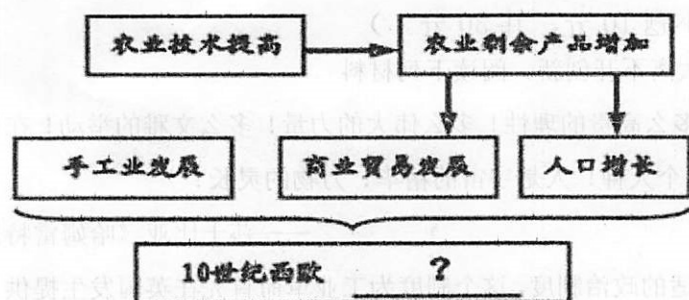 农业技术提高
农业剩余产品增加
手工业发展
商业贸易发展
人口增长
10世纪西欧 ?